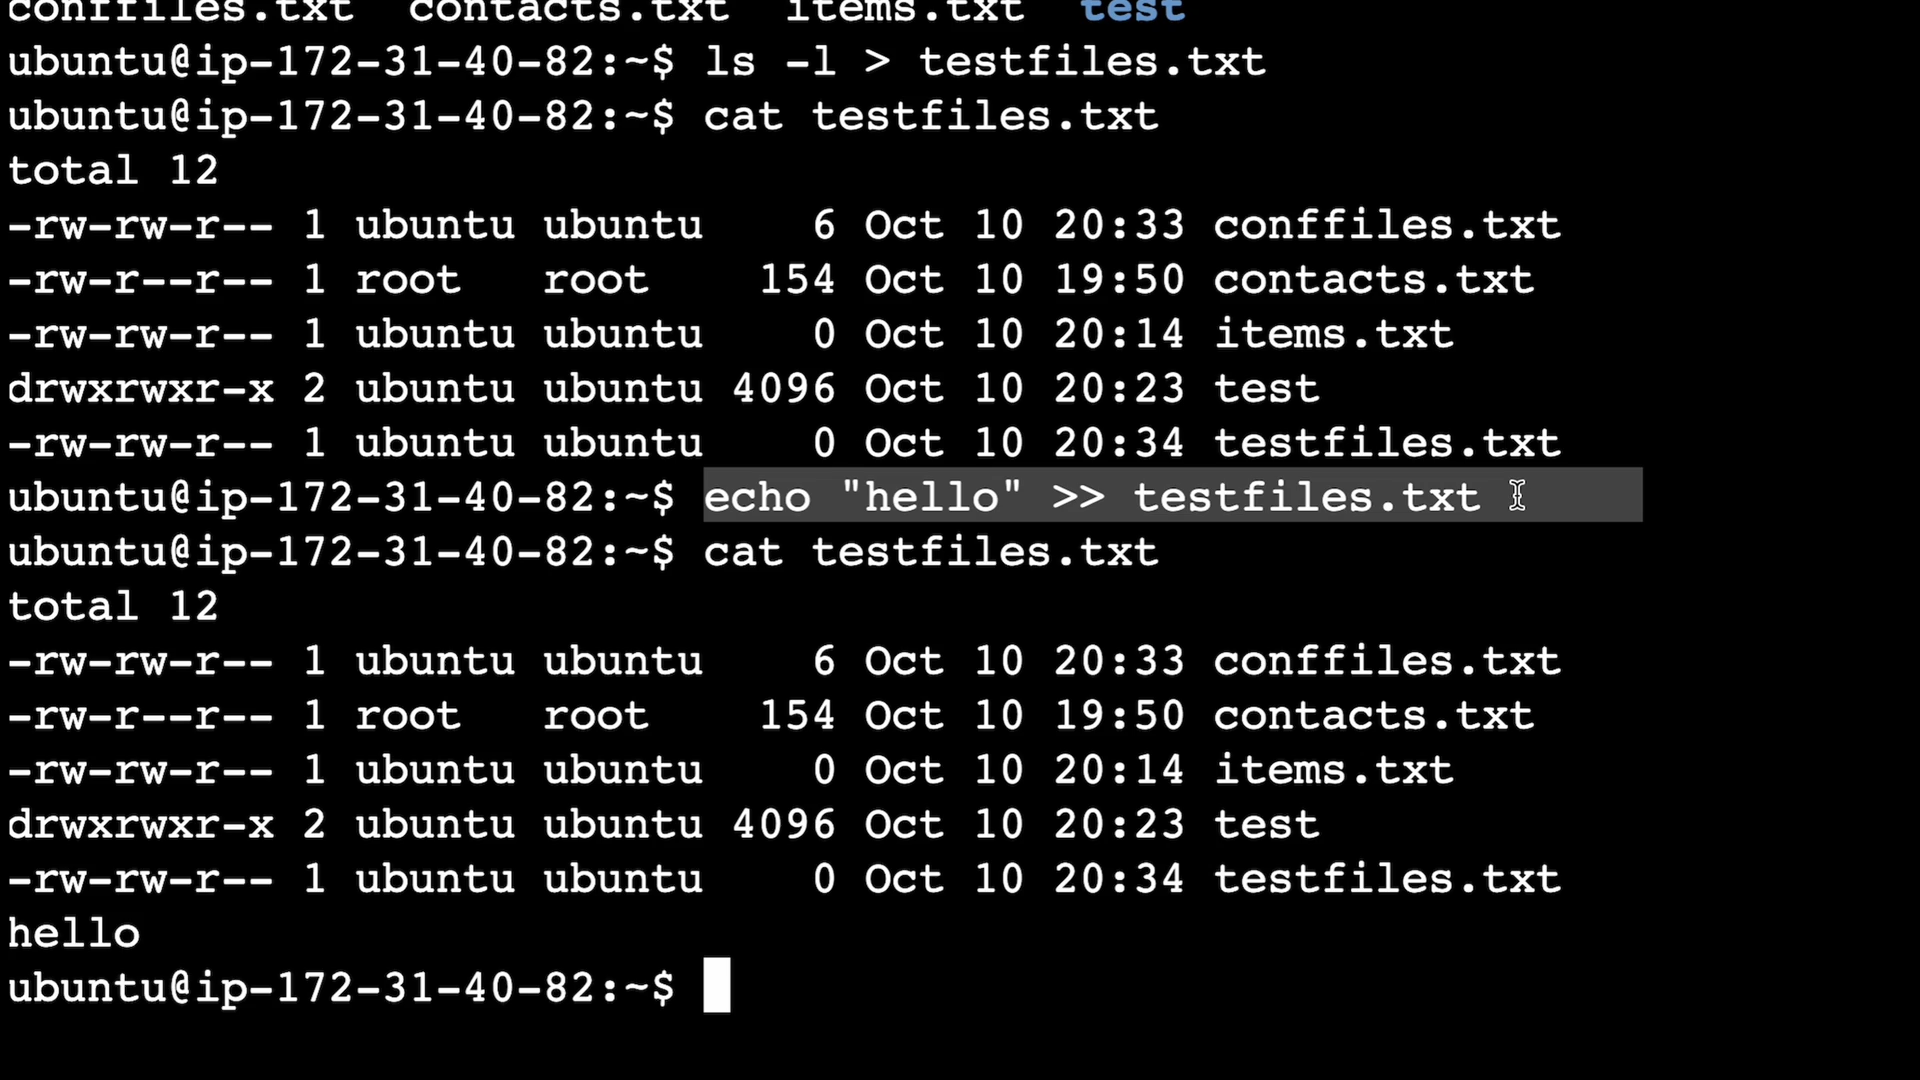 conffiles.txt  contacts.txt  items.txt  test
ubuntu@ip-172-31-40-82:~$ ls -l > testfiles.txt
ubuntu@ip-172-31-40-82:~$ cat testfiles.txt
total 12
-rw-rw-r-- 1 ubuntu ubuntu    6 Oct 10 20:33 conffiles.txt
-rw-r--r-- 1 root   root    154 Oct 10 19:50 contacts.txt
-rw-rw-r-- 1 ubuntu ubuntu    0 Oct 10 20:14 items.txt
drwxrwxr-x 2 ubuntu ubuntu 4096 Oct 10 20:23 test
-rw-rw-r-- 1 ubuntu ubuntu    0 Oct 10 20:34 testfiles.txt
ubuntu@ip-172-31-40-82:~$ echo "hello" >> testfiles.txt
ubuntu@ip-172-31-40-82:~$ cat testfiles.txt
total 12
-rw-rw-r-- 1 ubuntu ubuntu    6 Oct 10 20:33 conffiles.txt
-rw-r--r-- 1 root   root    154 Oct 10 19:50 contacts.txt
-rw-rw-r-- 1 ubuntu ubuntu    0 Oct 10 20:14 items.txt
drwxrwxr-x 2 ubuntu ubuntu 4096 Oct 10 20:23 test
-rw-rw-r-- 1 ubuntu ubuntu    0 Oct 10 20:34 testfiles.txt
hello
ubuntu@ip-172-31-40-82:~$